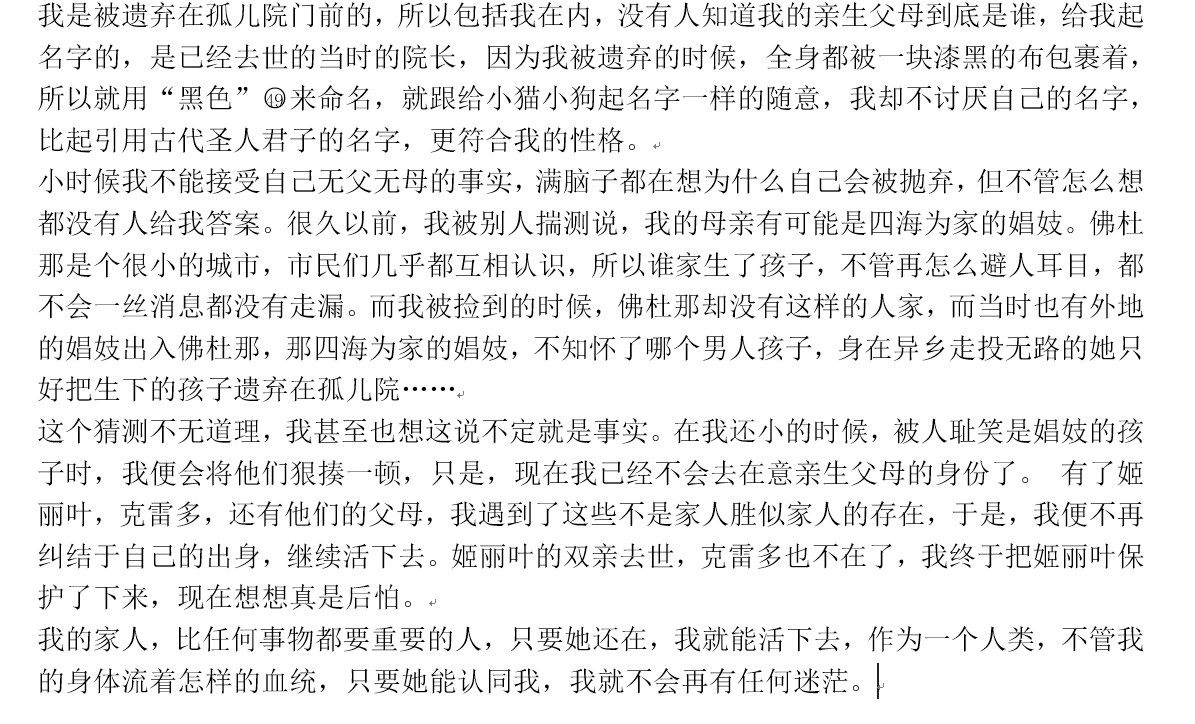 我是被遗弃在孤儿院门前的，所以包括我在内，没有人知道我的亲生父母到底是谁，给我起
名字的，是已经去世的当时的院长，因为我被遗弃的时候，全身都被一块漆黑的布包裹着，
所以就用“黑色”㊾来命名，就跟给小猫小狗起名字一样的随意，我却不讨厌自己的名字，
比起引用古代圣人君子的名字，更符合我的性格。
小时候我不能接受自己无父无母的事实，满脑子都在想为什么自己会被抛弃，但不管怎么想
都没有人给我答案。很久以前，我被别人揣测说，我的母亲有可能是四海为家的娼妓。佛杜
那是个很小的城市，市民们几乎都互相认识，所以谁家生了孩子，不管再怎么避人耳目，都
不会一丝消息都没有走漏。而我被捡到的时候，佛杜那却没有这样的人家，而当时也有外地
的娼妓出入佛杜那，那四海为家的娼妓，不知怀了哪个男人孩子，身在异乡走投无路的她只
好把生下的孩子遗弃在孤儿院……
这个猜测不无道理，我甚至也想这说不定就是事实。在我还小的时候，被人耻笑是娼妓的孩
子时，我便会将他们狠揍一顿，只是，现在我已经不会去在意亲生父母的身份了。 有了姬
丽叶，克雷多，还有他们的父母，我遇到了这些不是家人胜似家人的存在，于是，我便不再
纠结于自己的出身，继续活下去。姬丽叶的双亲去世，克雷多也不在了，我终于把姬丽叶保
护了下来，现在想想真是后怕。
我的家人，比任何事物都要重要的人，只要她还在，我就能活下去，作为一个人类，不管我
的身体流着怎样的血统，只要她能认同我，我就不会再有任何迷茫。